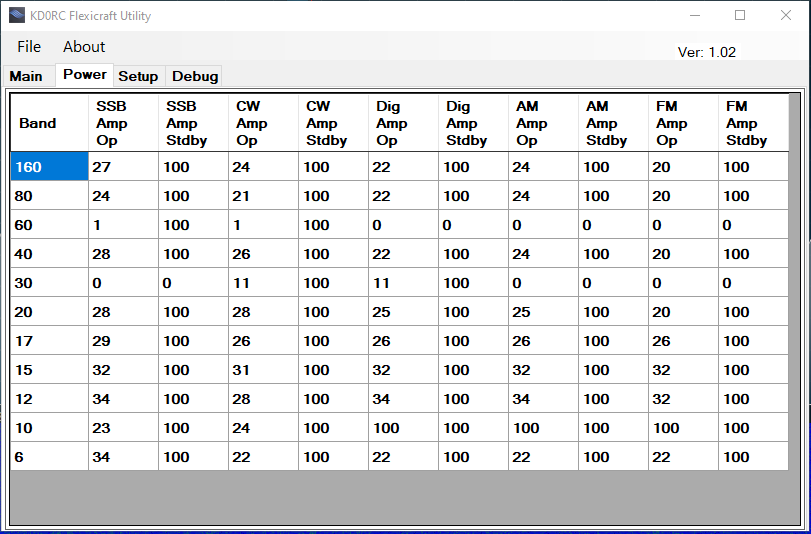 KD0RC Flexicraft Utility
File About
Ver: 1.02
Main Power Setup Debug
Band SSB Amp Op SSB Amp Stdby CW Amp Op CW Amp Stdby Dig Amp Op Dig Amp Stdby AM Amp Op AM Amp Stdby FM Amp Op FM Amp Stdby
160 27 100 24 100 22 100 24 100 20 100
80 24 100 21 100 22 100 24 100 20 100
60 1 100 1 100 0 0 0 0 0 0
40 28 100 26 100 22 100 24 100 20 100
30 0 0 11 100 11 100 0 0 0 0
20 28 100 28 100 25 100 25 100 20 100
17 29 100 26 100 26 100 26 100 26 100
15 32 100 31 100 32 100 32 100 32 100
12 34 100 28 100 34 100 34 100 32 100
10 23 100 24 100 100 100 100 100 100 100
6 34 100 22 100 22 100 22 100 22 100